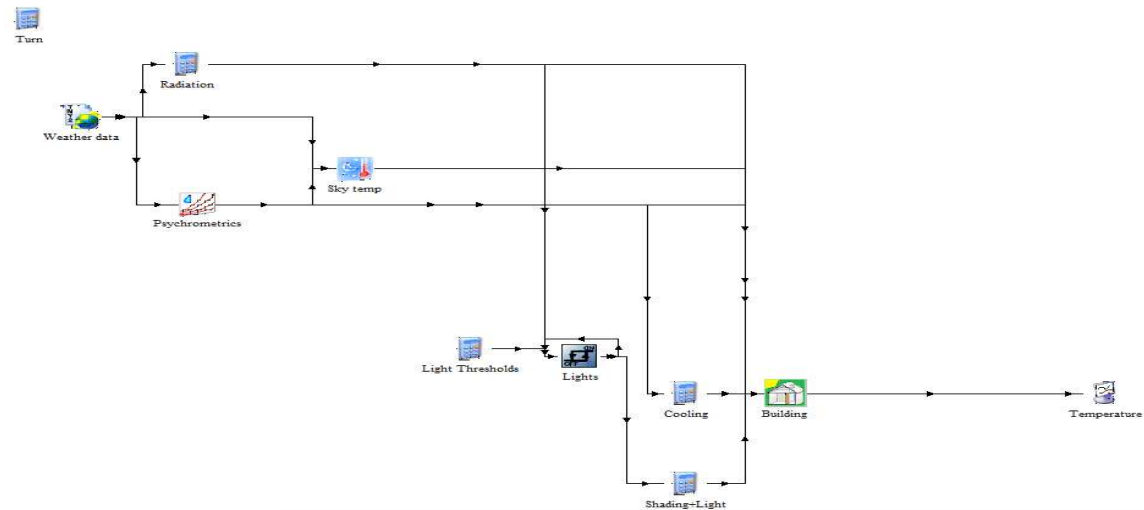 Turn
Radiation
Weather data
Sky temp
Psychrometrics
Light Thresholds
Lights
Cooling
Building
Temperature
Shading+Light